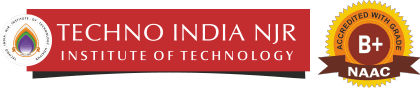 TECHNO INDIA NJR
INSTITUTE OF TECHNOLOGY
ACCREDITED WITH GRADE
B+
NAAC